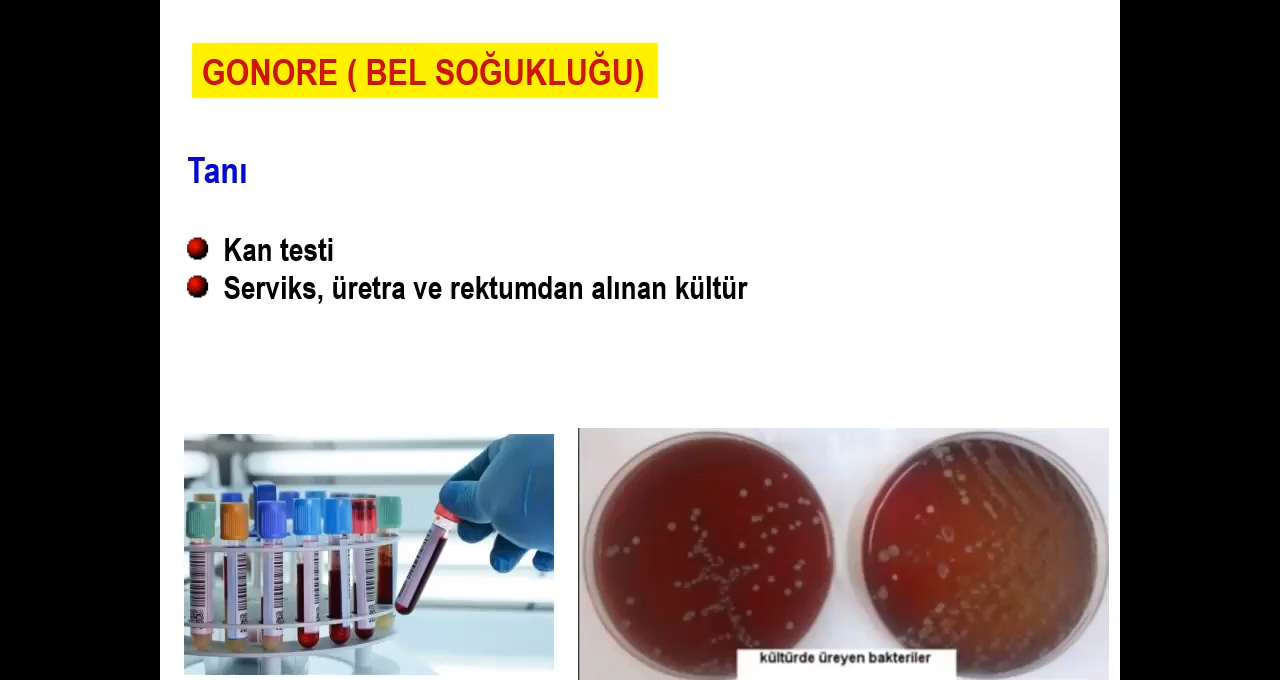 GONORE ( BEL SOĞUKLUĞU)
Tanı
Kan testi
Serviks, üretra ve rektumdan alınan kültür
kültürde üreyen bakteriler